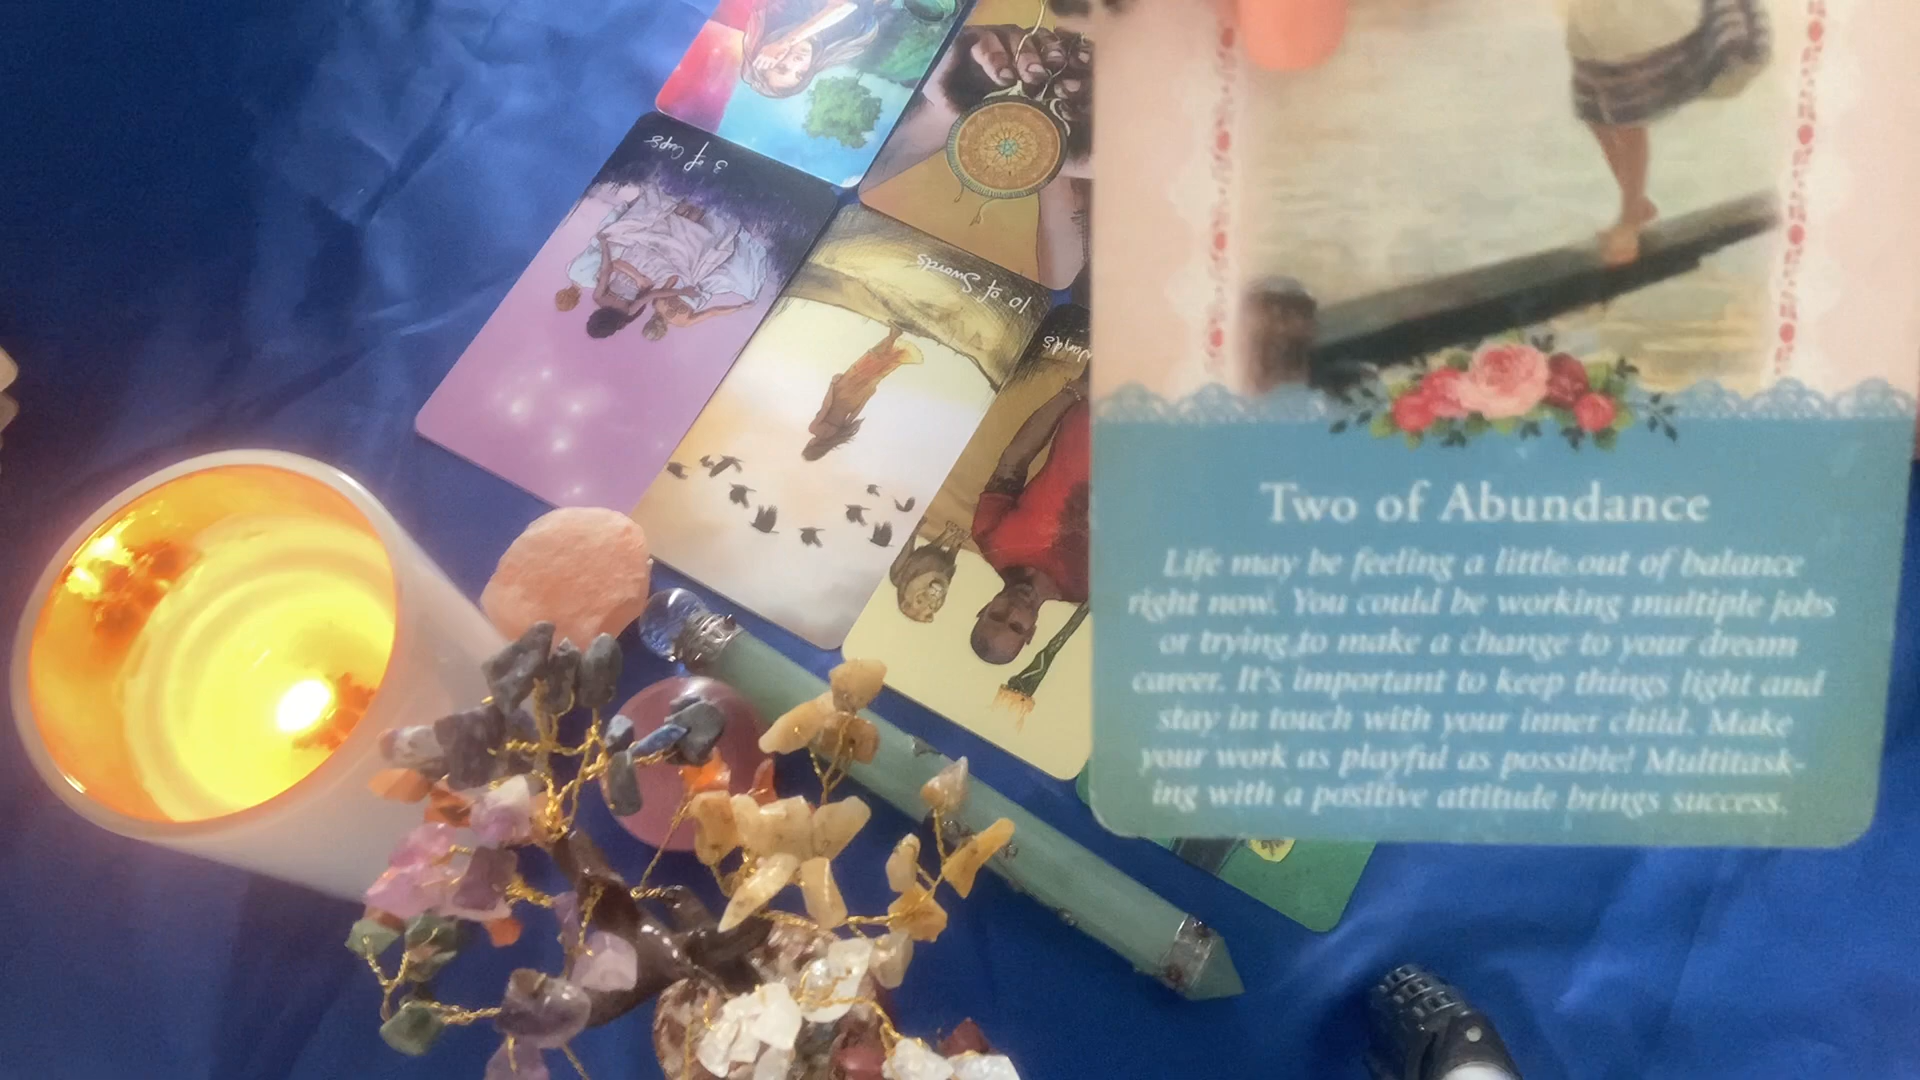 3 of Cups
10 of Swords
Wands
Two of Abundance
Life may be feeling a little out of balance
right now. You could be working multiple jobs
or trying to make a change to your dream
career. It's important to keep things light and
stay in touch with your inner child. Make
your work as playful as possible! Multitask-
ing with a positive attitude brings success.